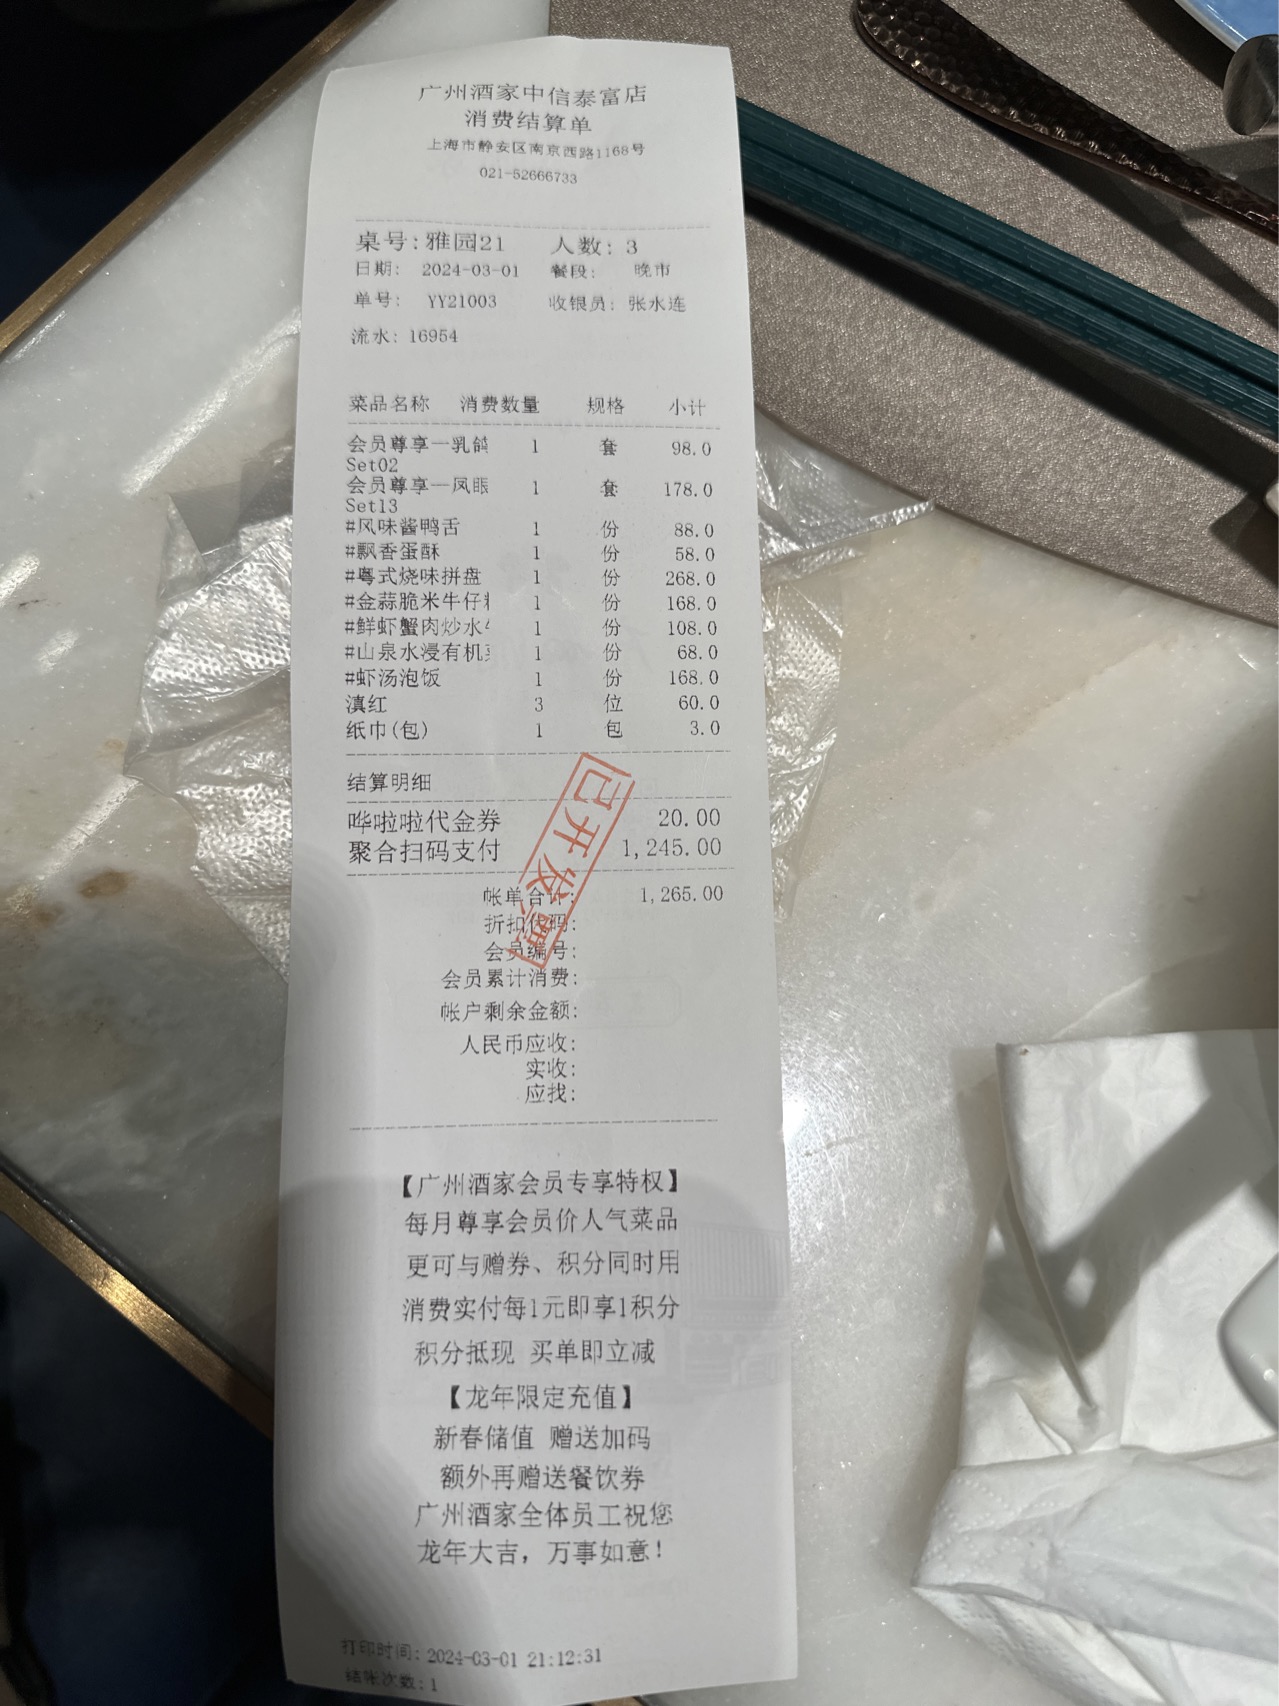 广州酒家中信泰富店
消费结算单
上海市静安区南京西路1168号
021-52666733
桌号:雅园21 人数: 3
日期: 2024-03-01 餐段: 晚市
单号: YY21003 收银员: 张水连
流水: 16954
菜品名称 消费数量 规格 小计
会员尊享一乳鸽 1 套 98.0
Set02
会员尊享一凤眼 1 套 178.0
Set13
#风味酱鸭舌 1 份 88.0
#飘香蛋酥 1 份 58.0
#粤式烧味拼盘 1 份 268.0
#金蒜脆米牛仔 1 份 168.0
#鲜虾蟹肉炒水 1 份 108.0
#山泉水浸有机 1 份 68.0
#虾汤泡饭 1 份 168.0
滇红 3 位 60.0
纸巾(包) 1 包 3.0
结算明细
哗啦啦代金券 20.00
聚合扫码支付 1,245.00
已开发票
帐单合计: 1,265.00
折扣代码:
会员编号:
会员累计消费:
帐户剩余金额:
人民币应收:
实收:
应找:
【广州酒家会员专享特权】
每月尊享会员价人气菜品
更可与赠券、积分同时用
消费实付每1元即享1积分
积分抵现 买单即立减
【龙年限定充值】
新春储值 赠送加码
额外再赠送餐饮券
广州酒家全体员工祝您
龙年大吉，万事如意！
打印时间: 2024-03-01 21:12:31
结账次数: 1